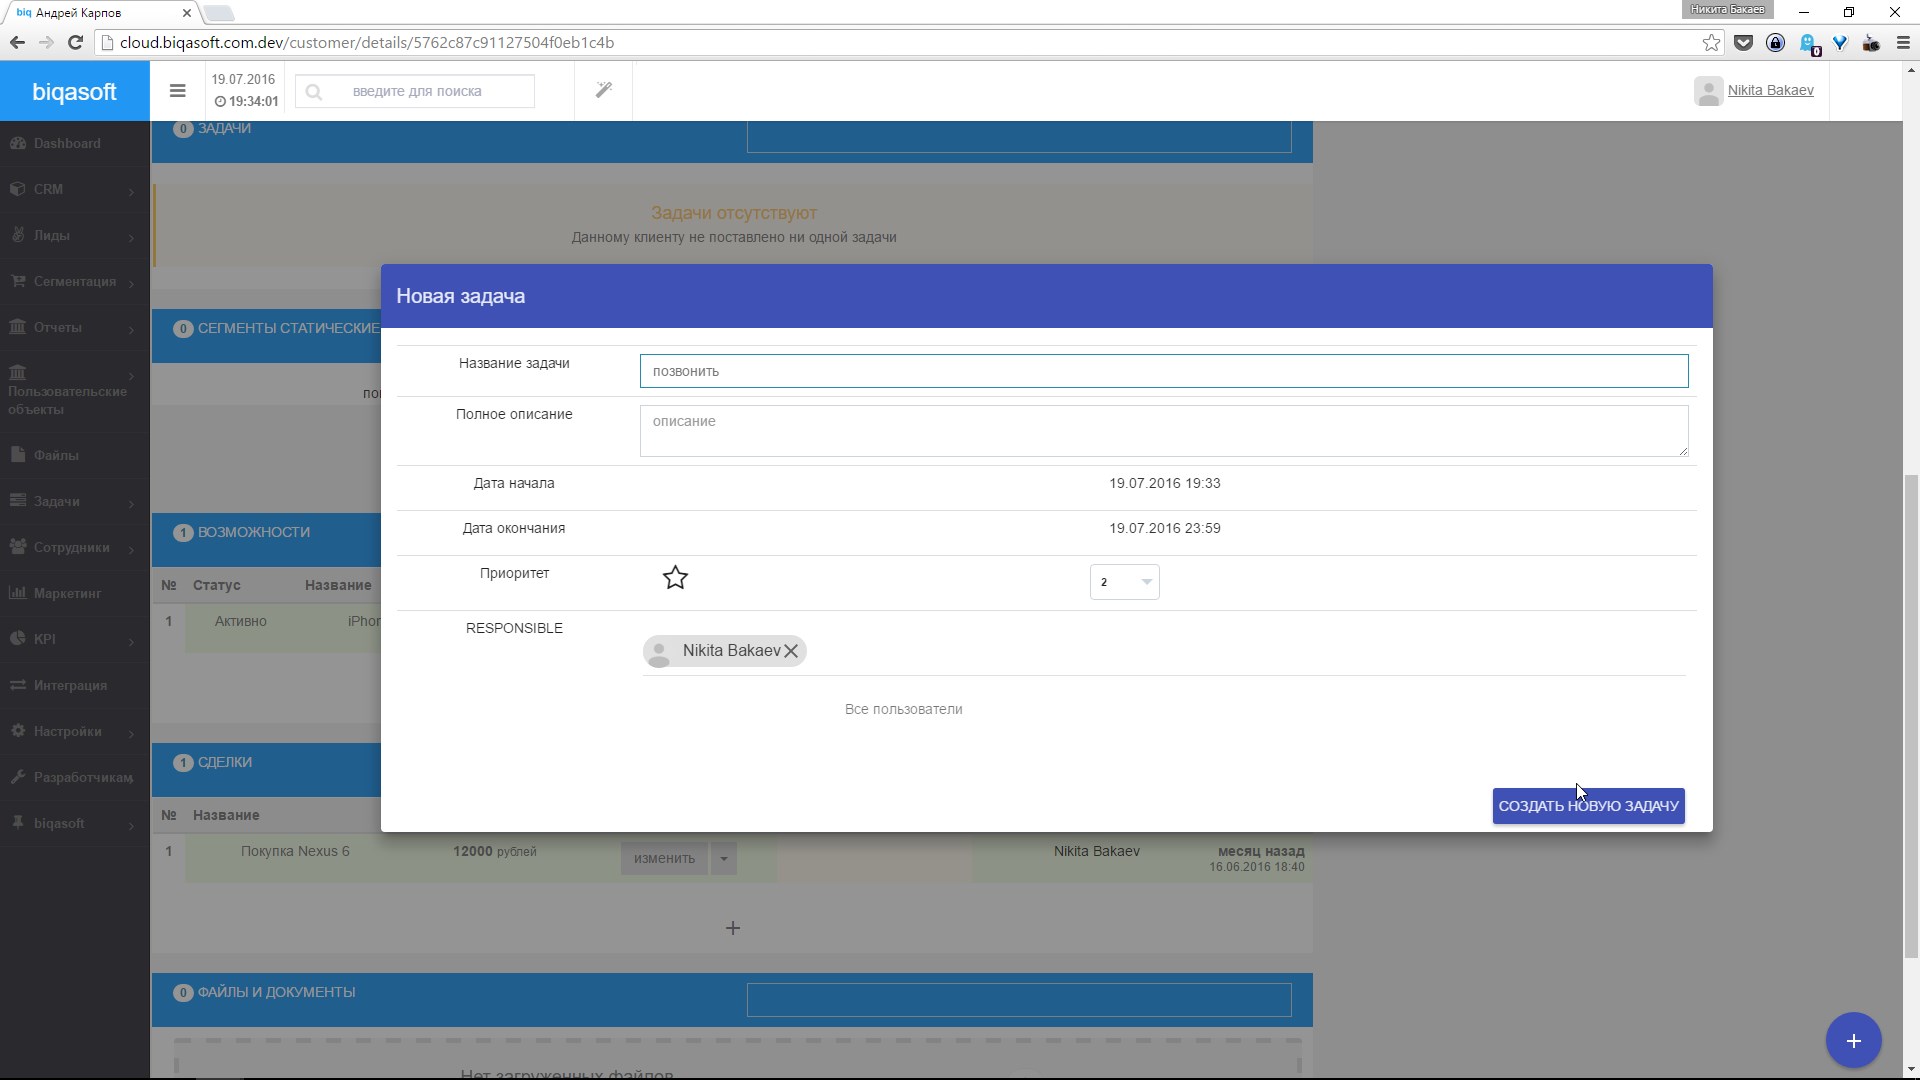 biq Андрей Карпов
Никита Бакаев
cloud.biqasoft.com.dev/customer/details/5762c87c91127504f0eb1c4b
0
biqasoft
19.07.2016
19:34:01
введите для поиска
Nikita Bakaev
Dashboard
CRM
Лиды
Сегментация
Отчеты
Пользовательские
объекты
Файлы
Задачи
Сотрудники
Маркетинг
KPI
Интеграция
Настройки
Разработчикам
biqasoft
0 ЗАДАЧИ
Задачи отсутствуют
Данному клиенту не поставлено ни одной задачи
0 СЕГМЕНТЫ СТАТИЧЕСКИЕ
по
1 ВОЗМОЖНОСТИ
№ Статус Название
1 Активно iPhon
1 СДЕЛКИ
№ Название
1 Покупка Nexus 6 12000 рублей изменить Nikita Bakaev месяц назад
16.06.2016 18:40
+
0 ФАЙЛЫ И ДОКУМЕНТЫ
Нет загруженных файлов
Новая задача
Название задачи позвонить
Полное описание описание
Дата начала 19.07.2016 19:33
Дата окончания 19.07.2016 23:59
Приоритет 2
RESPONSIBLE
Nikita Bakaev
Все пользователи
СОЗДАТЬ НОВУЮ ЗАДАЧУ
+